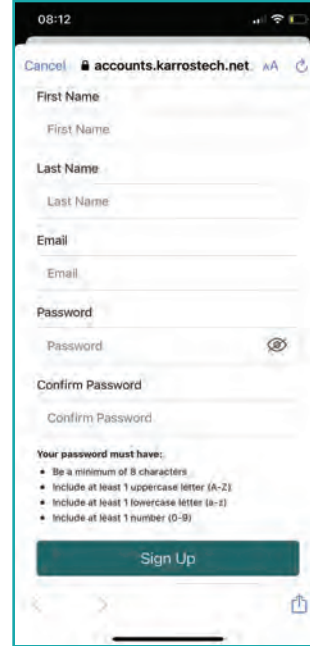 08:12
Cancel accounts.karrostech.net AA
First Name
First Name
Last Name
Last Name
Email
Email
Password
Password
Confirm Password
Confirm Password
Your password must have:
• Be a minimum of 8 characters
• Include at least 1 uppercase letter (A-Z)
• Include at least 1 lowercase letter (a-z)
• Include at least 1 number (0-9)
Sign Up